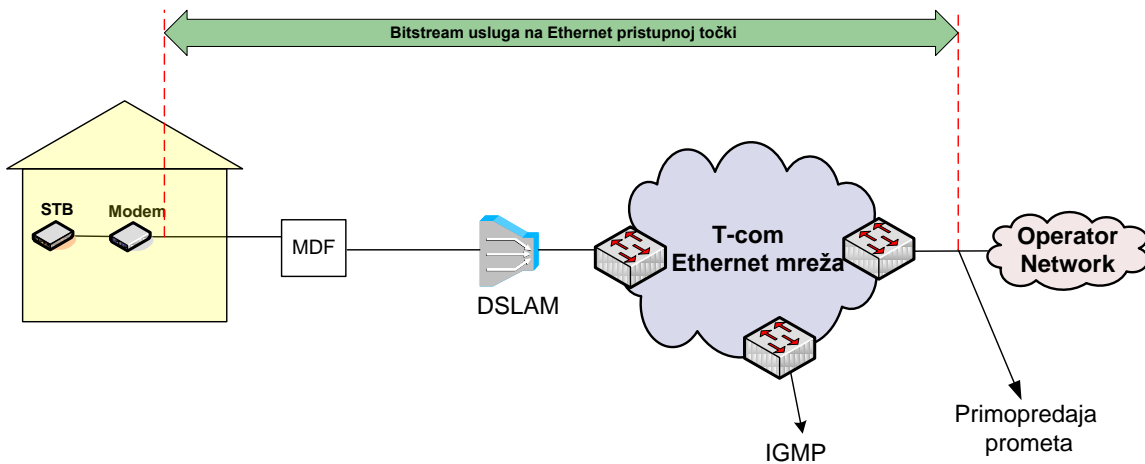 Bitstream usluga na Ethernet pristupnoj točki
STB
Modem
MDF
DSLAM
T-com
Ethernet mreža
Operator
Network
IGMP
Primopredaja
prometa